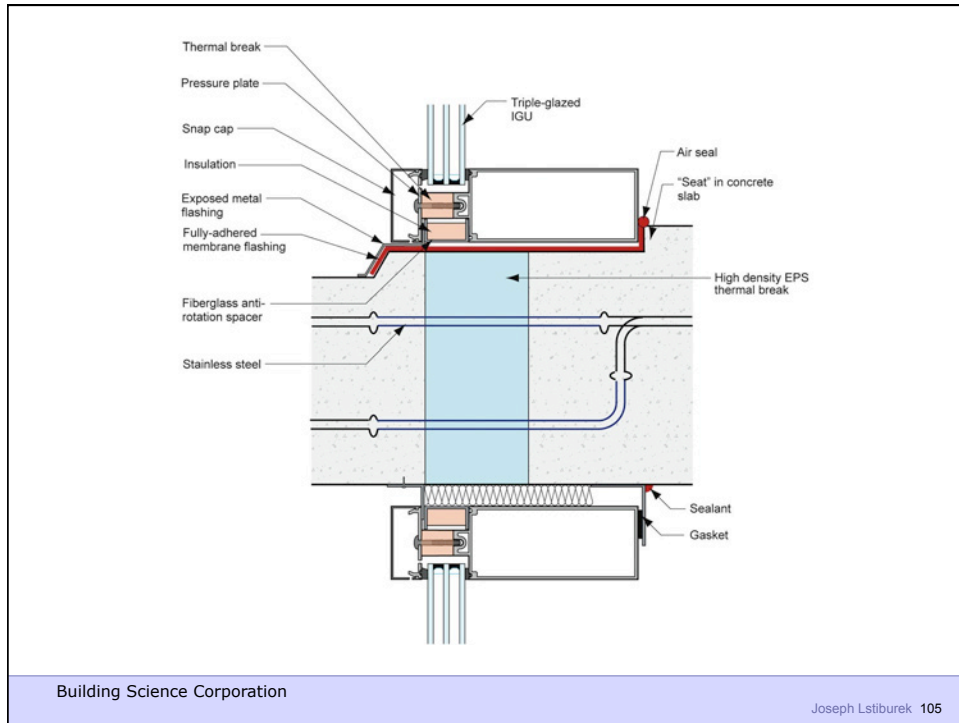 Thermal break
Pressure plate
Snap cap
Insulation
Exposed metal
flashing
Fully-adhered
membrane flashing
Fiberglass anti-
rotation spacer
Stainless steel
Triple-glazed
IGU
Air seal
"Seat" in concrete
slab
High density EPS
thermal break
Sealant
Gasket
Building Science Corporation
Joseph Lstiburek 105